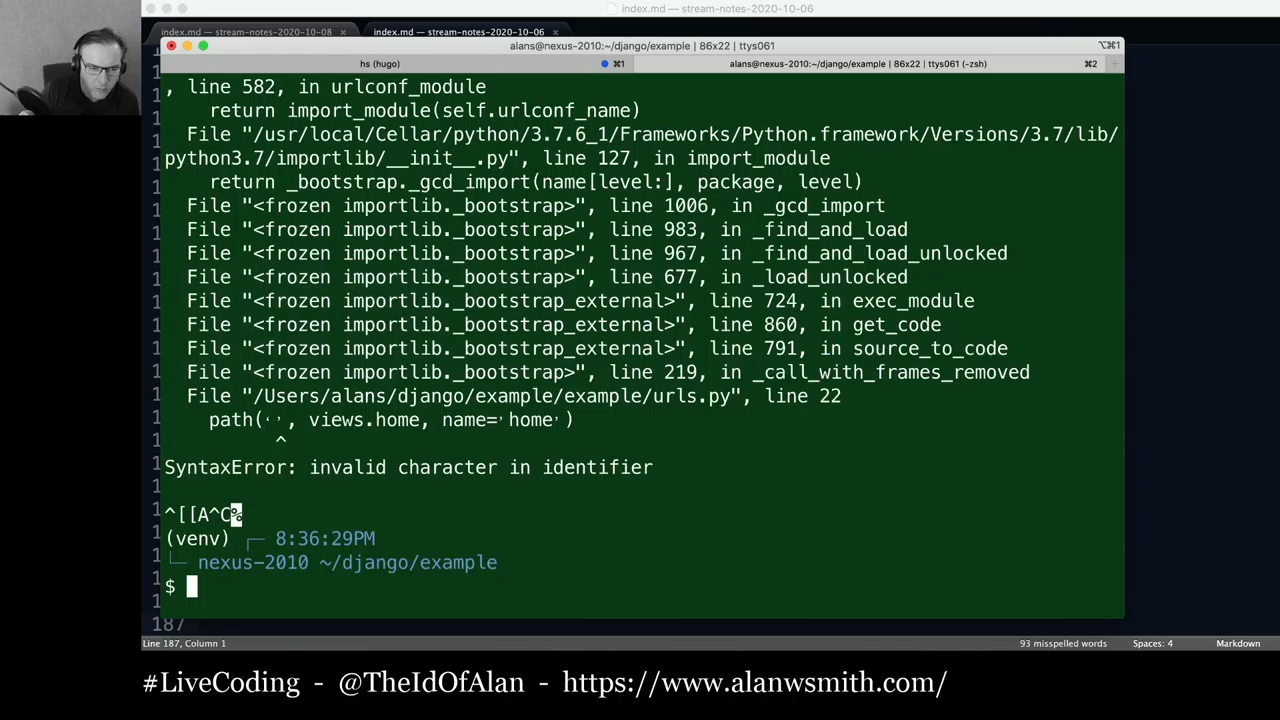 index.md — stream-notes-2020-10-06
index.md — stream-notes-2020-10-08 ×
index.md — stream-notes-2020-10-06 ×
alans@nexus-2010:~/django/example | 86x22 | ttys061
⌥⌘1
hs (hugo)
⌘1
alans@nexus-2010:~/django/example | 86x22 | ttys061 (-zsh)
⌘2
, line 582, in urlconf_module
return import_module(self.urlconf_name)
File "/usr/local/Cellar/python/3.7.6_1/Frameworks/Python.framework/Versions/3.7/lib/
python3.7/importlib/__init__.py", line 127, in import_module
return _bootstrap._gcd_import(name[level:], package, level)
File "<frozen importlib._bootstrap>", line 1006, in _gcd_import
File "<frozen importlib._bootstrap>", line 983, in _find_and_load
File "<frozen importlib._bootstrap>", line 967, in _find_and_load_unlocked
File "<frozen importlib._bootstrap>", line 677, in _load_unlocked
File "<frozen importlib._bootstrap_external>", line 724, in exec_module
File "<frozen importlib._bootstrap_external>", line 860, in get_code
File "<frozen importlib._bootstrap_external>", line 791, in source_to_code
File "<frozen importlib._bootstrap>", line 219, in _call_with_frames_removed
File "/Users/alans/django/example/example/urls.py", line 22
path(‘’, views.home, name=’home’)
^
SyntaxError: invalid character in identifier
^[[A^C%
(venv) ┌─ 8:36:29PM
└─ nexus-2010 ~/django/example
$
187
Line 187, Column 1
93 misspelled words
Spaces: 4
Markdown
#LiveCoding - @TheIdOfAlan - https://www.alanwsmith.com/